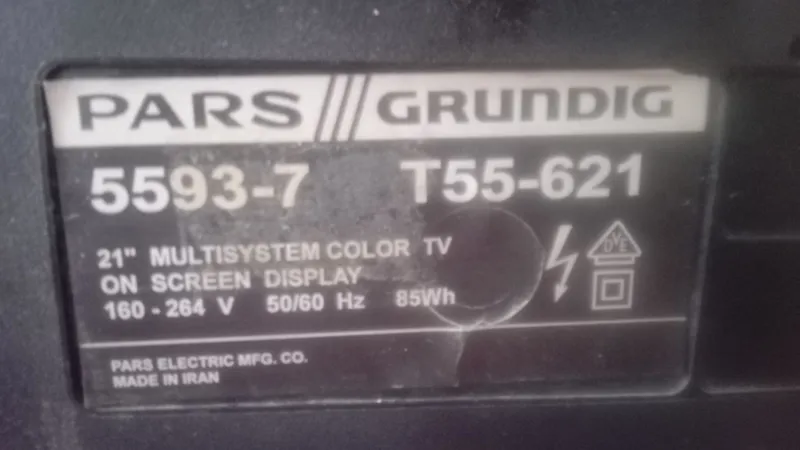 PARS /// GRUNDIG
5593-7 T55-621
21" MULTISYSTEM COLOR TV
ON SCREEN DISPLAY
160 - 264 V 50/60 Hz 85Wh
DVE
PARS ELECTRIC MFG. CO.
MADE IN IRAN